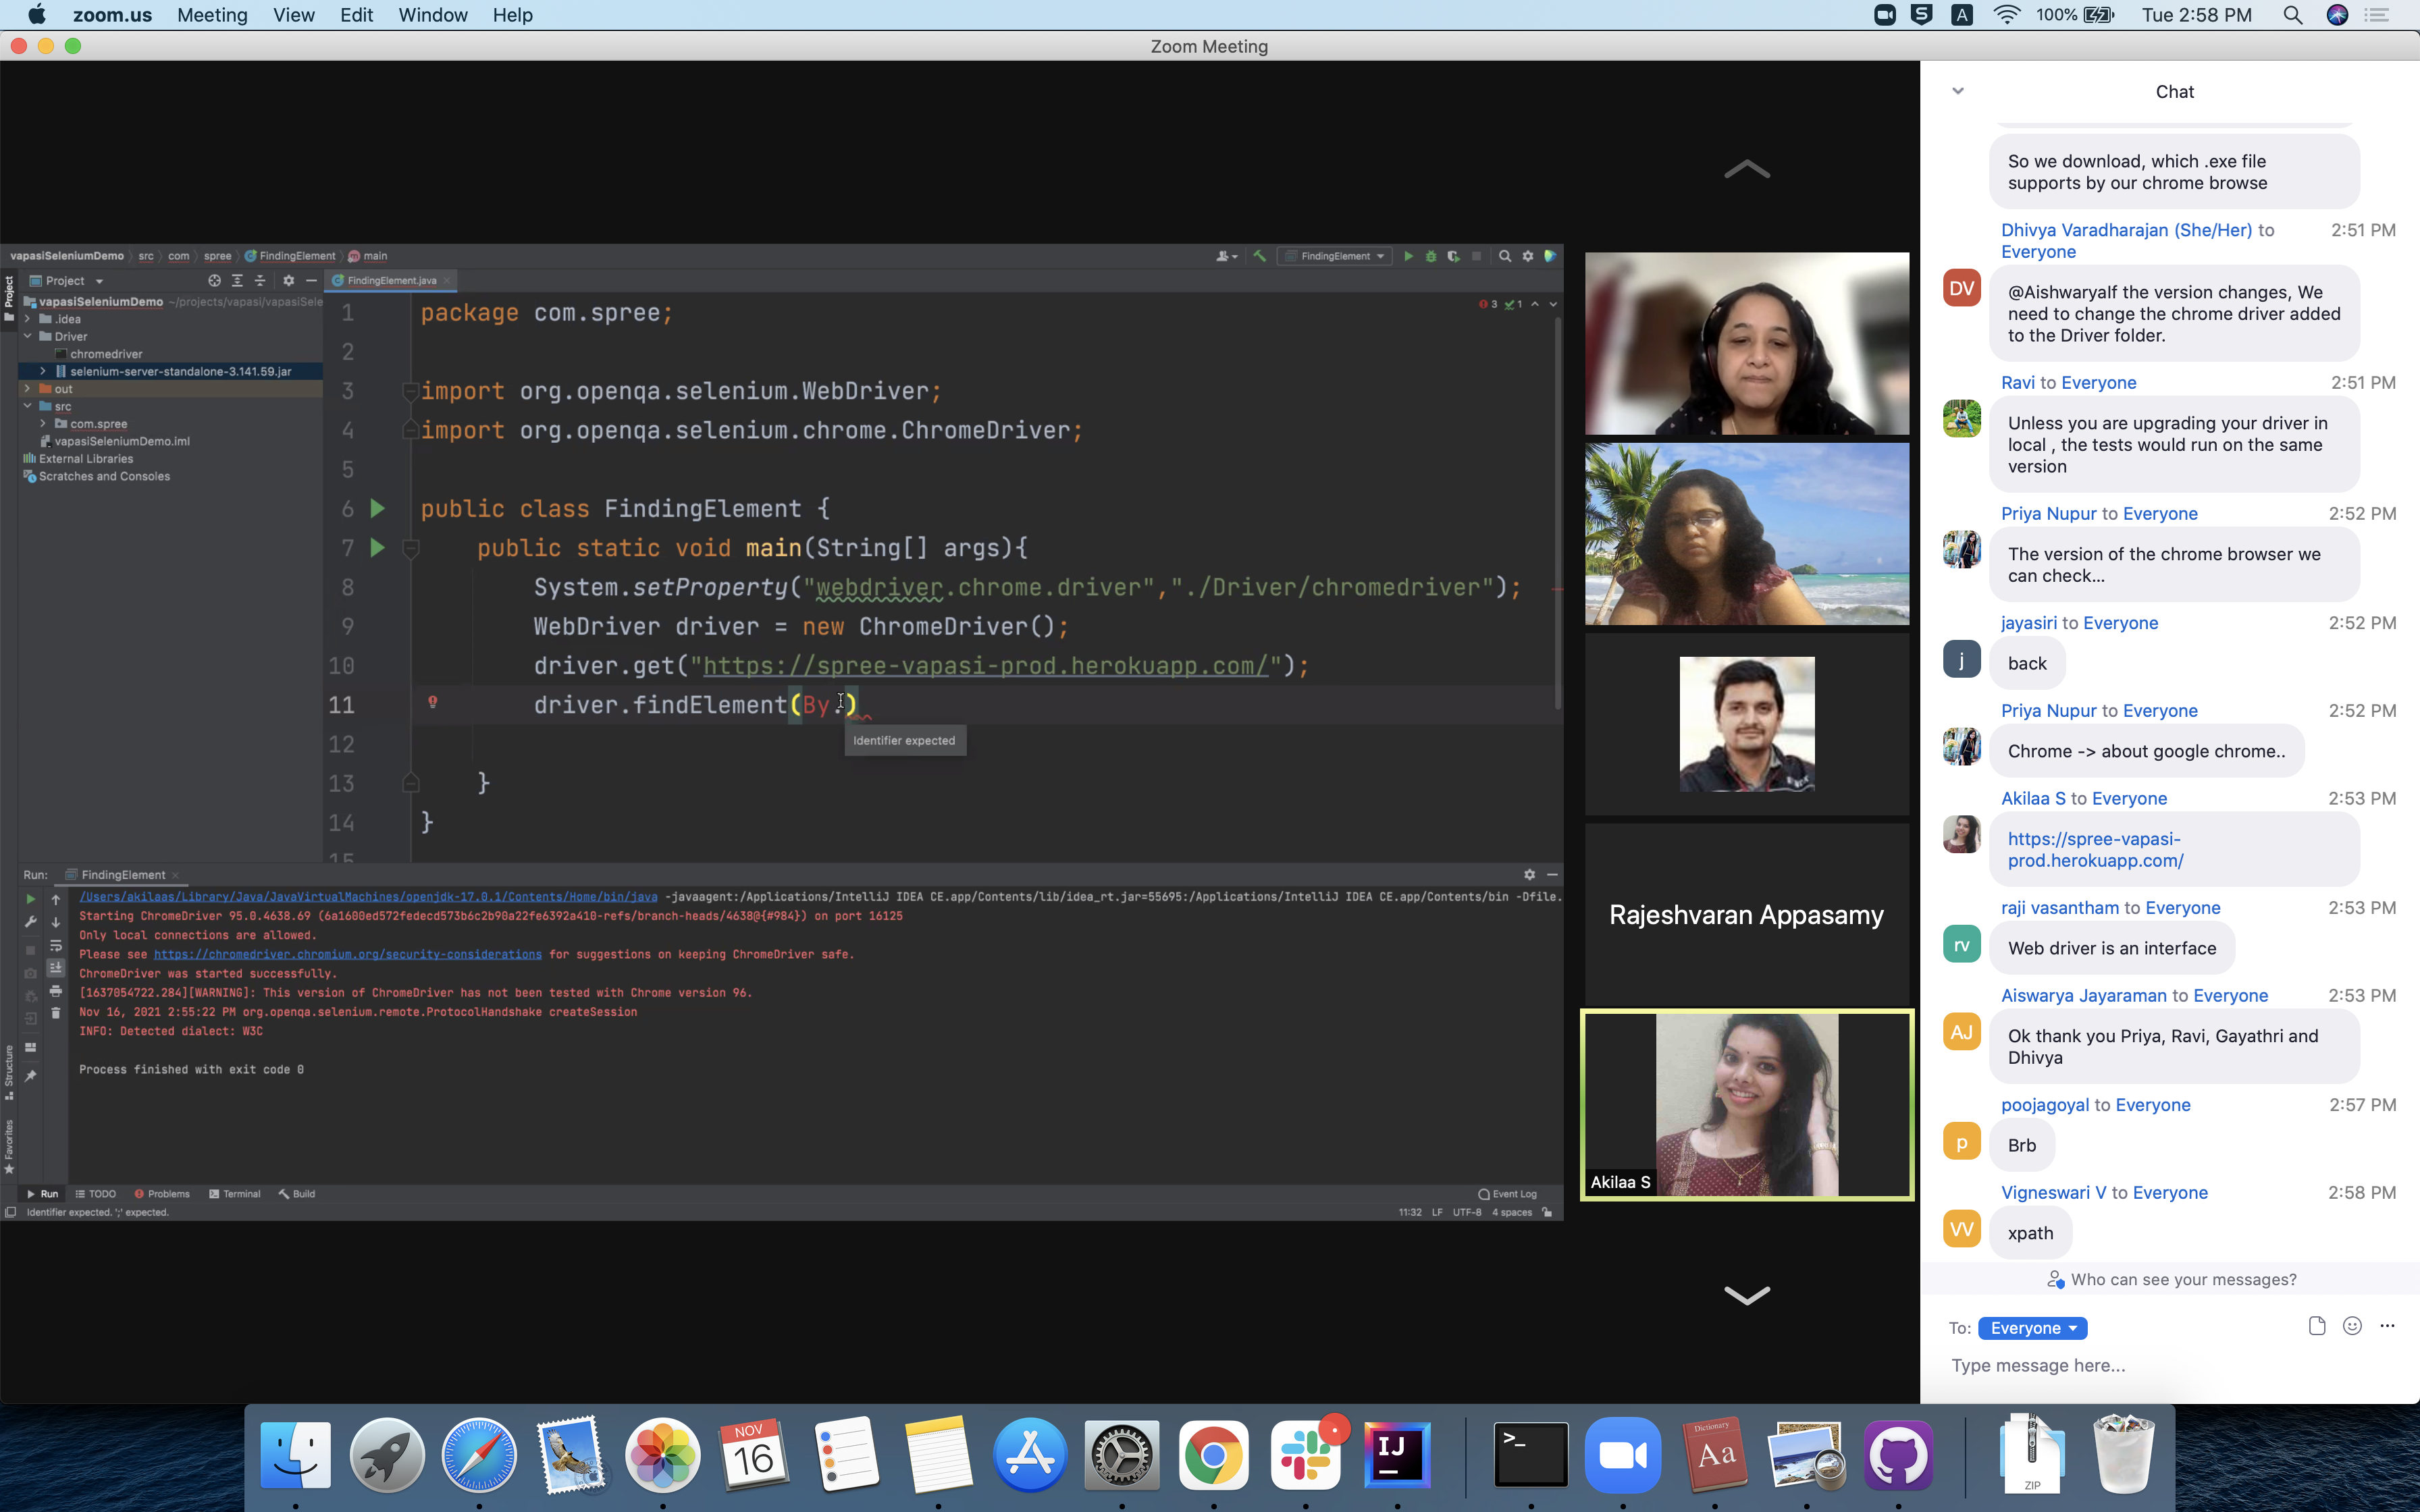 zoom.us Meeting View Edit Window Help
100% Tue 2:58 PM
Zoom Meeting
vapasiSeleniumDemo src com spree FindingElement main
FindingElement
Project
FindingElement.java
Project
vapasiSeleniumDemo ~/projects/vapasi/vapasiSele
.idea
Driver
chromedriver
selenium-server-standalone-3.141.59.jar
out
src
com.spree
vapasiSeleniumDemo.iml
External Libraries
Scratches and Consoles
3 1
1 package com.spree;
2
3 import org.openqa.selenium.WebDriver;
4 import org.openqa.selenium.chrome.ChromeDriver;
5
6 public class FindingElement {
7 public static void main(String[] args){
8 System.setProperty("webdriver.chrome.driver","./Driver/chromedriver");
9 WebDriver driver = new ChromeDriver();
10 driver.get("https://spree-vapasi-prod.herokuapp.com/");
11 driver.findElement(By.)
Identifier expected
12
13 }
14 }
15
Run: FindingElement
/Users/akilaas/Library/Java/JavaVirtualMachines/openjdk-17.0.1/Contents/Home/bin/java -javaagent:/Applications/IntelliJ IDEA CE.app/Contents/lib/idea_rt.jar=55695:/Applications/IntelliJ IDEA CE.app/Contents/bin -Dfile.
Starting ChromeDriver 95.0.4638.69 (6a1600ed572fedecd573b6c2b90a22fe6392a410-refs/branch-heads/4638@{#984}) on port 16125
Only local connections are allowed.
Please see https://chromedriver.chromium.org/security-considerations for suggestions on keeping ChromeDriver safe.
ChromeDriver was started successfully.
[1637054722.284][WARNING]: This version of ChromeDriver has not been tested with Chrome version 96.
Nov 16, 2021 2:55:22 PM org.openqa.selenium.remote.ProtocolHandshake createSession
INFO: Detected dialect: W3C
Process finished with exit code 0
Structure
Favorites
Run TODO Problems Terminal Build
Event Log
Identifier expected. ';' expected.
11:32 LF UTF-8 4 spaces
Rajeshvaran Appasamy
Akilaa S
Chat
So we download, which .exe file
supports by our chrome browse
Dhivya Varadharajan (She/Her) to
Everyone
2:51 PM
DV
@AishwaryaIf the version changes, We
need to change the chrome driver added
to the Driver folder.
Ravi to Everyone 2:51 PM
Unless you are upgrading your driver in
local , the tests would run on the same
version
Priya Nupur to Everyone 2:52 PM
The version of the chrome browser we
can check...
jayasiri to Everyone 2:52 PM
j
back
Priya Nupur to Everyone 2:52 PM
Chrome -> about google chrome..
Akilaa S to Everyone 2:53 PM
https://spree-vapasi-
prod.herokuapp.com/
raji vasantham to Everyone 2:53 PM
rv
Web driver is an interface
Aiswarya Jayaraman to Everyone 2:53 PM
AJ
Ok thank you Priya, Ravi, Gayathri and
Dhivya
poojagoyal to Everyone 2:57 PM
p
Brb
Vigneswari V to Everyone 2:58 PM
VV
xpath
Who can see your messages?
To: Everyone
Type message here...
NOV
16
IJ
>_
Dictionary
Aa
ZIP